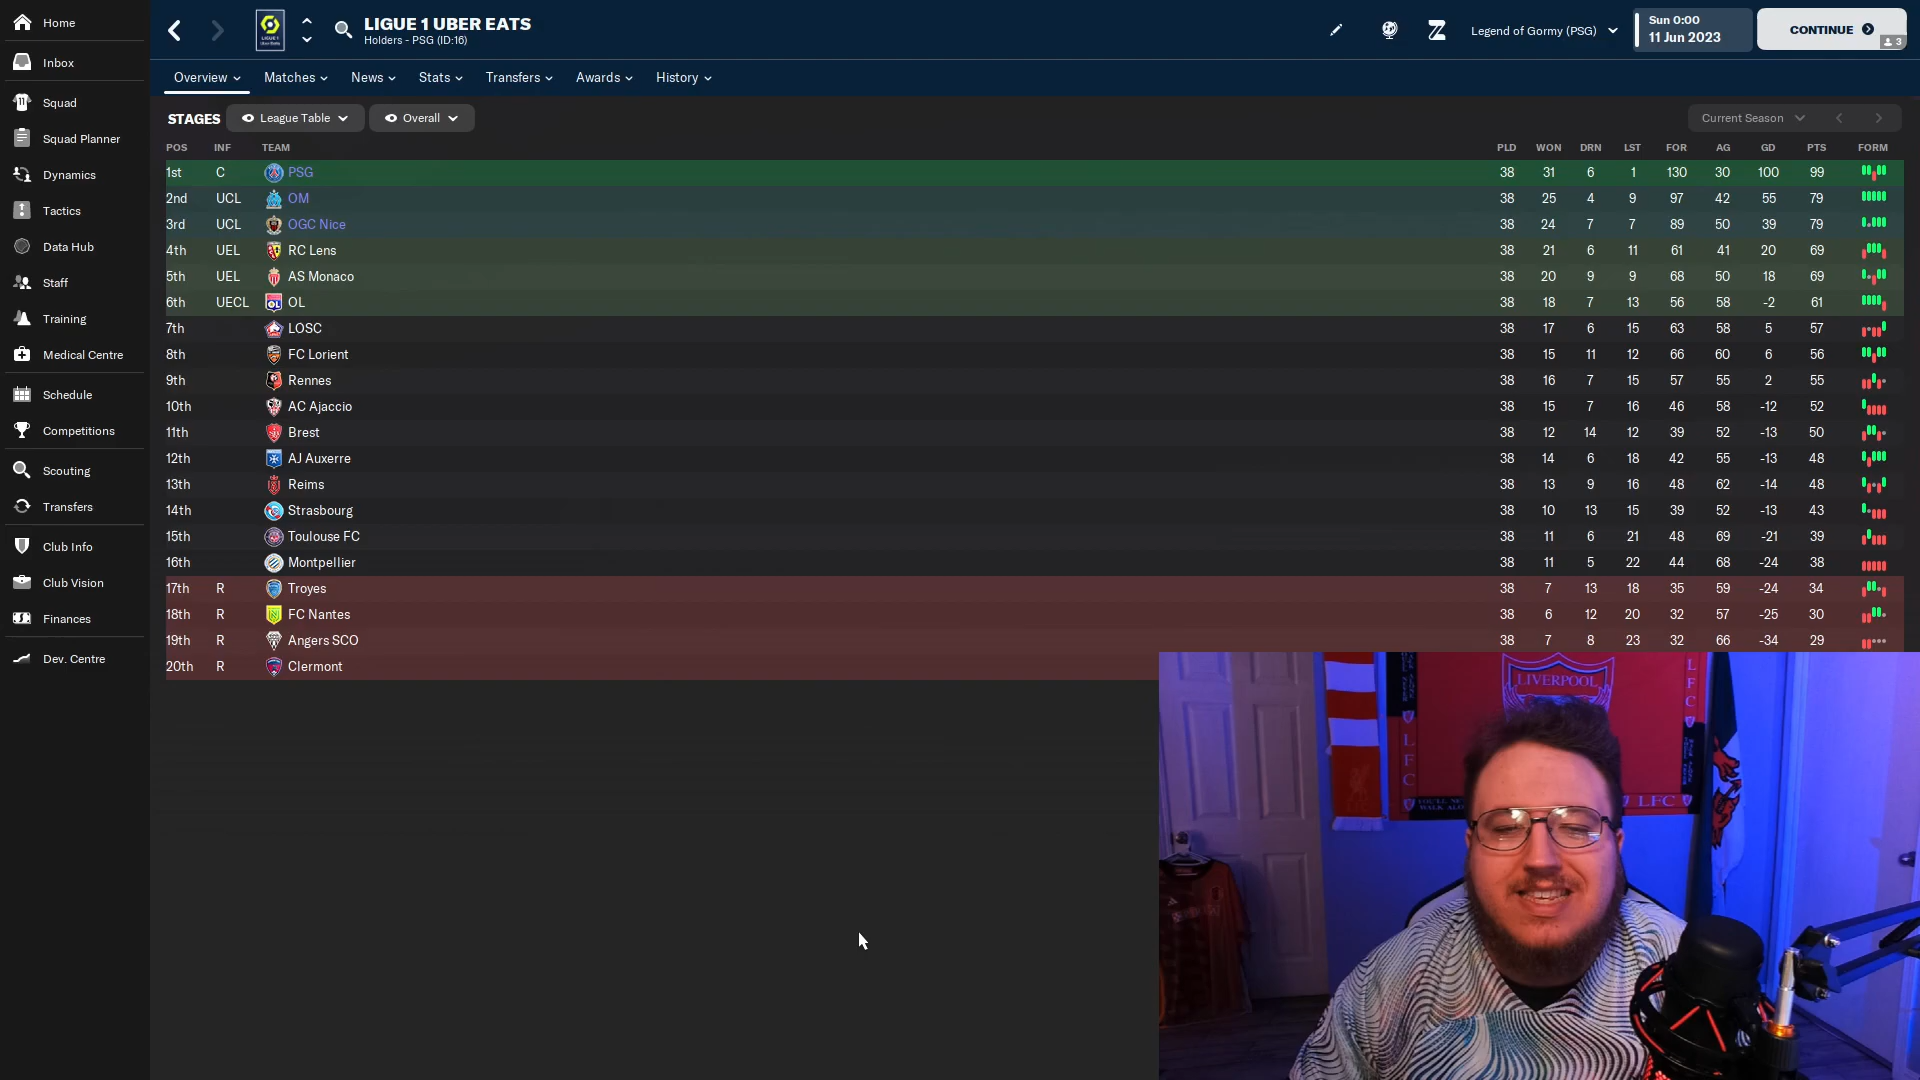 Home
Inbox
Squad
Squad Planner
Dynamics
Tactics
Data Hub
Staff
Training
Medical Centre
Schedule
Competitions
Scouting
Transfers
Club Info
Club Vision
Finances
Dev. Centre
LIGUE 1 UBER EATS
Holders - PSG (ID:16)
Legend of Gormy (PSG)
Sun 0:00
11 Jun 2023
CONTINUE
3
Overview Matches News Stats Transfers Awards History
STAGES League Table Overall Current Season
POS INF TEAM PLD WON DRN LST FOR AG GD PTS FORM
1st C PSG 38 31 6 1 130 30 100 99
2nd UCL OM 38 25 4 9 97 42 55 79
3rd UCL OGC Nice 38 24 7 7 89 50 39 79
4th UEL RC Lens 38 21 6 11 61 41 20 69
5th UEL AS Monaco 38 20 9 9 68 50 18 69
6th UECL OL 38 18 7 13 56 58 -2 61
7th LOSC 38 17 6 15 63 58 5 57
8th FC Lorient 38 15 11 12 66 60 6 56
9th Rennes 38 16 7 15 57 55 2 55
10th AC Ajaccio 38 15 7 16 46 58 -12 52
11th Brest 38 12 14 12 39 52 -13 50
12th AJ Auxerre 38 14 6 18 42 55 -13 48
13th Reims 38 13 9 16 48 62 -14 48
14th Strasbourg 38 10 13 15 39 52 -13 43
15th Toulouse FC 38 11 6 21 48 69 -21 39
16th Montpellier 38 11 5 22 44 68 -24 38
17th R Troyes 38 7 13 18 35 59 -24 34
18th R FC Nantes 38 6 12 20 32 57 -25 30
19th R Angers SCO 38 7 8 23 32 66 -34 29
20th R Clermont
LIVERPOOL
LFC
LFC
LFC